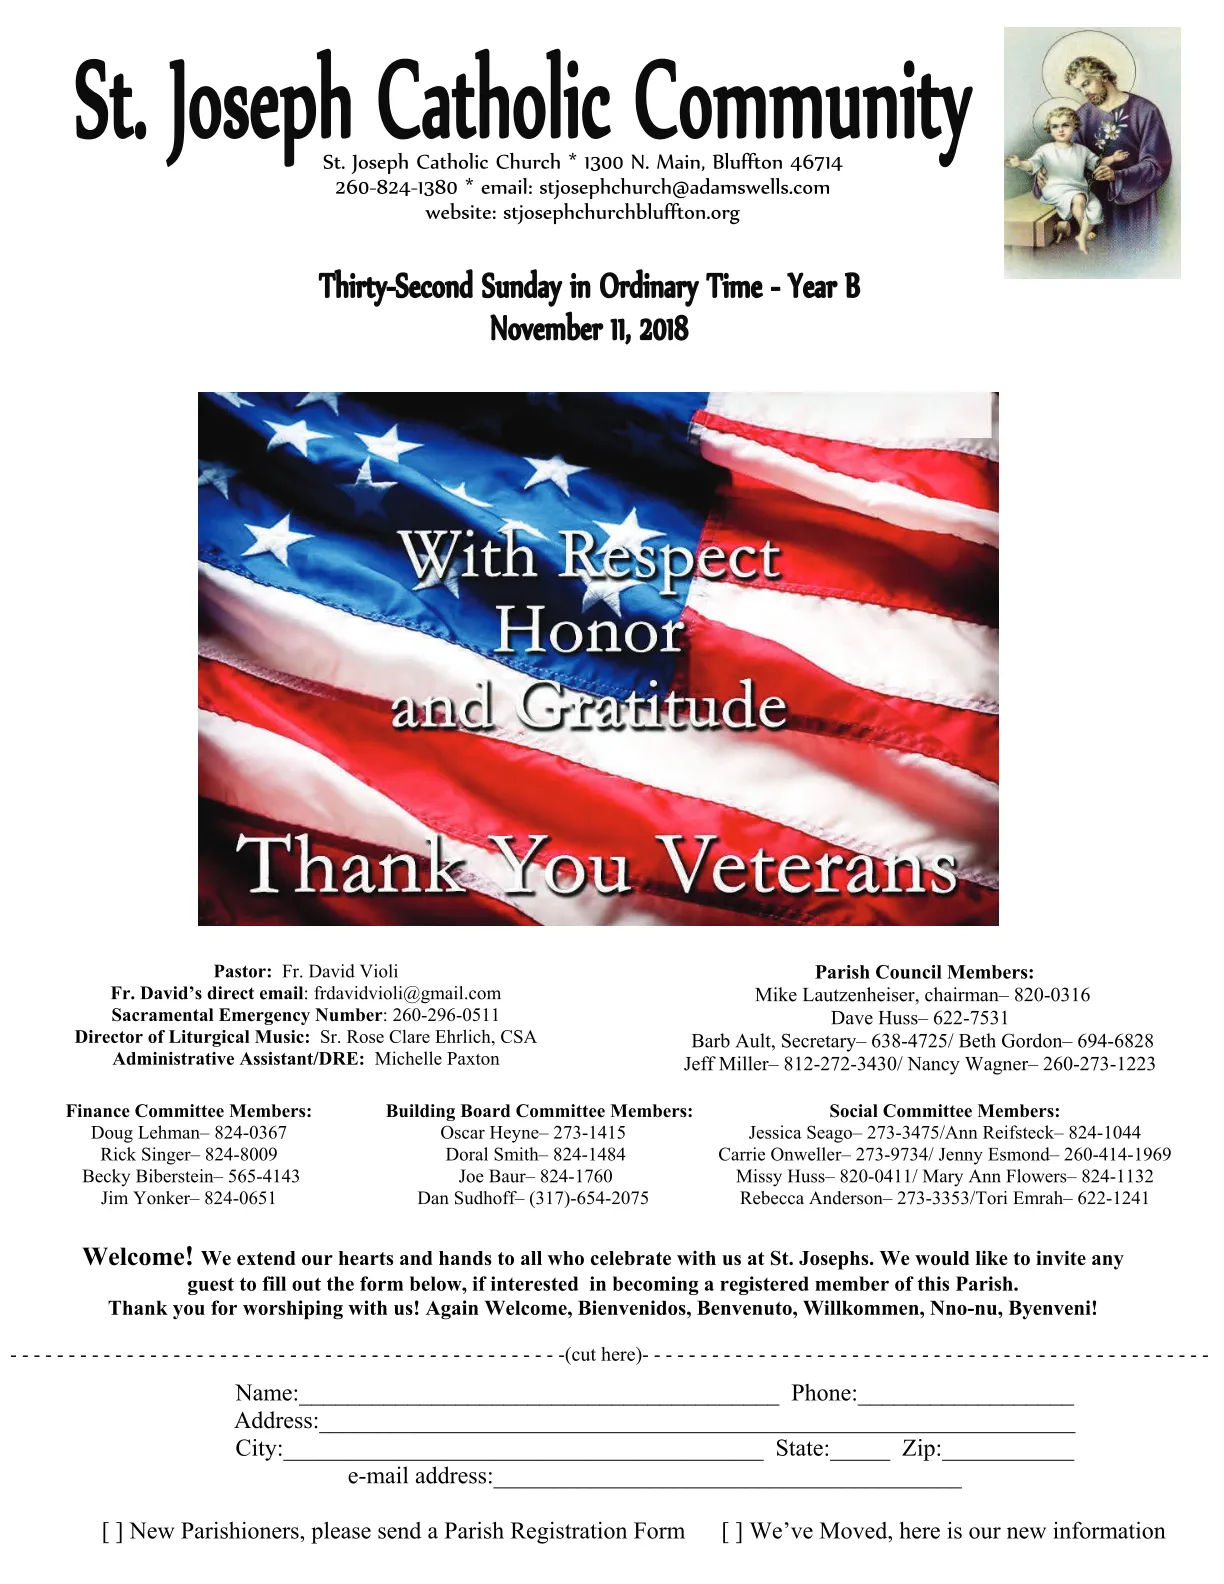 St. Joseph Catholic Community
St. Joseph Catholic Church * 1300 N. Main, Bluffton 46714
260-824-1380 * email: stjosephchurch@adamswells.com
website: stjosephchurchbluffton.org
Thirty-Second Sunday in Ordinary Time - Year B
November 11, 2018
With Respect
Honor
and Gratitude
Thank You Veterans
Pastor: Fr. David Violi
Fr. David’s direct email: frdavidvioli@gmail.com
Sacramental Emergency Number: 260-296-0511
Director of Liturgical Music: Sr. Rose Clare Ehrlich, CSA
Administrative Assistant/DRE: Michelle Paxton
Parish Council Members:
Mike Lautzenheiser, chairman– 820-0316
Dave Huss– 622-7531
Barb Ault, Secretary– 638-4725/ Beth Gordon– 694-6828
Jeff Miller– 812-272-3430/ Nancy Wagner– 260-273-1223
Finance Committee Members:
Doug Lehman– 824-0367
Rick Singer– 824-8009
Becky Biberstein– 565-4143
Jim Yonker– 824-0651
Building Board Committee Members:
Oscar Heyne– 273-1415
Doral Smith– 824-1484
Joe Baur– 824-1760
Dan Sudhoff– (317)-654-2075
Social Committee Members:
Jessica Seago– 273-3475/Ann Reifsteck– 824-1044
Carrie Onweller– 273-9734/ Jenny Esmond– 260-414-1969
Missy Huss– 820-0411/ Mary Ann Flowers– 824-1132
Rebecca Anderson– 273-3353/Tori Emrah– 622-1241
Welcome! We extend our hearts and hands to all who celebrate with us at St. Josephs. We would like to invite any
guest to fill out the form below, if interested in becoming a registered member of this Parish.
Thank you for worshiping with us! Again Welcome, Bienvenidos, Benvenuto, Willkommen, Nno-nu, Byenveni!
- - - - - - - - - - - - - - - - - - - - - - - - - - - - - - - - - - - - - - - - - - - - - - - -(cut here)- - - - - - - - - - - - - - - - - - - - - - - - - - - - - - - - - - - - - - - - - - - - - - - -
Name:________________________________________ Phone:__________________
Address:_______________________________________________________________
City:________________________________________ State:_____ Zip:___________
e-mail address:_______________________________________
[ ] New Parishioners, please send a Parish Registration Form [ ] We’ve Moved, here is our new information